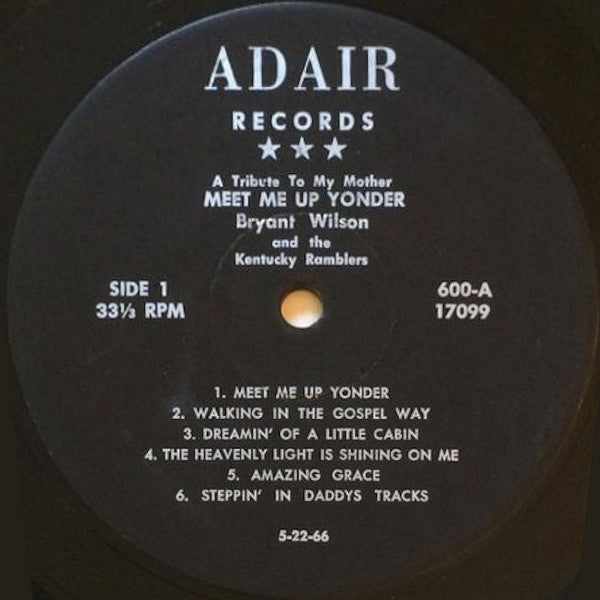 ADAIR
RECORDS
★★★
A Tribute To My Mother
MEET ME UP YONDER
Bryant Wilson
and the
Kentucky Ramblers
SIDE 1
33⅓ RPM
600-A
17099
1. MEET ME UP YONDER
2. WALKING IN THE GOSPEL WAY
3. DREAMIN' OF A LITTLE CABIN
4. THE HEAVENLY LIGHT IS SHINING ON ME
5. AMAZING GRACE
6. STEPPIN' IN DADDYS TRACKS
5-22-66